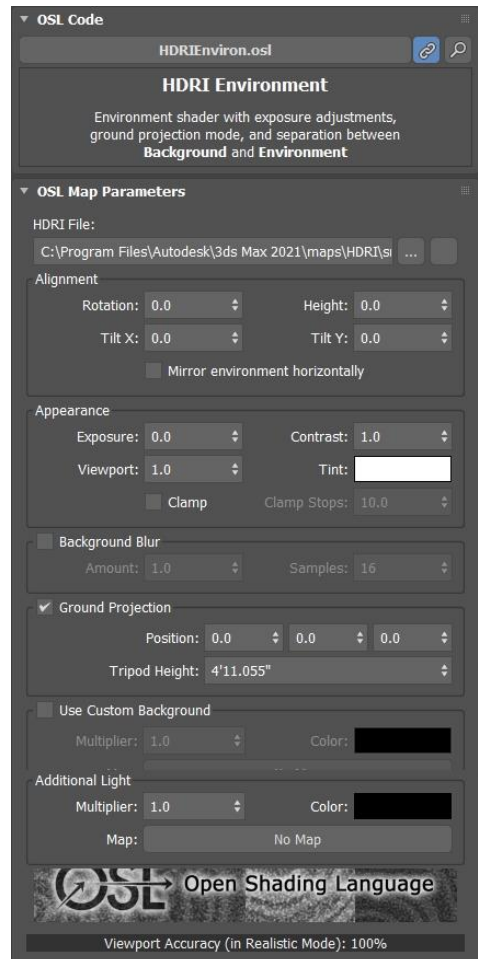 OSL Code
HDRIEnviron.osl
HDRI Environment
Environment shader with exposure adjustments,
ground projection mode, and separation between
Background and Environment
OSL Map Parameters
HDRI File:
C:\Program Files\Autodesk\3ds Max 2021\maps\HDRI\ ...
Alignment
Rotation: 0.0 Height: 0.0
Tilt X: 0.0 Tilt Y: 0.0
Mirror environment horizontally
Appearance
Exposure: 0.0 Contrast: 1.0
Viewport: 1.0 Tint:
Clamp Clamp Stops: 10.0
Background Blur
Amount: 1.0 Samples: 16
Ground Projection
Position: 0.0 0.0 0.0
Tripod Height: 4'11.055"
Use Custom Background
Multiplier: 1.0 Color:
Additional Light
Multiplier: 1.0 Color:
Map: No Map
OSL Open Shading Language
Viewport Accuracy (in Realistic Mode): 100%